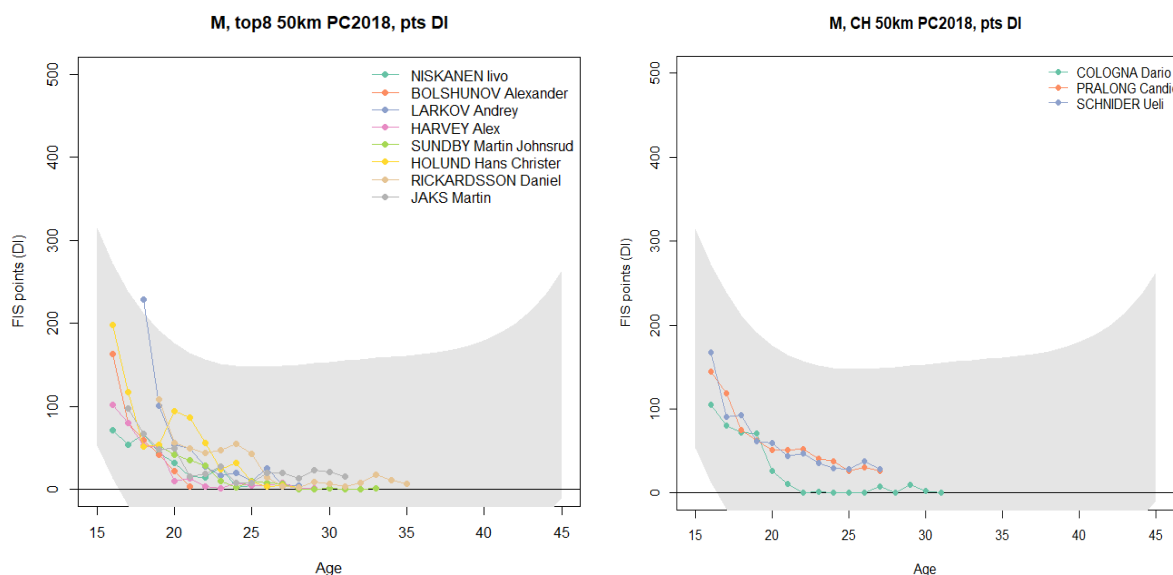 M, top8 50km PC2018, pts DI
FIS points (DI)
500
400
300
200
100
0
NISKANEN Iivo
BOLSHUNOV Alexander
LARKOV Andrey
HARVEY Alex
SUNDBY Martin Johnsrud
HOLUND Hans Christer
RICKARDSSON Daniel
JAKS Martin
15 20 25 30 35 40 45
Age
M, CH 50km PC2018, pts DI
FIS points (DI)
500
400
300
200
100
0
COLOGNA Dario
PRALONG Candic
SCHNIDER Ueli
15 20 25 30 35 40 45
Age